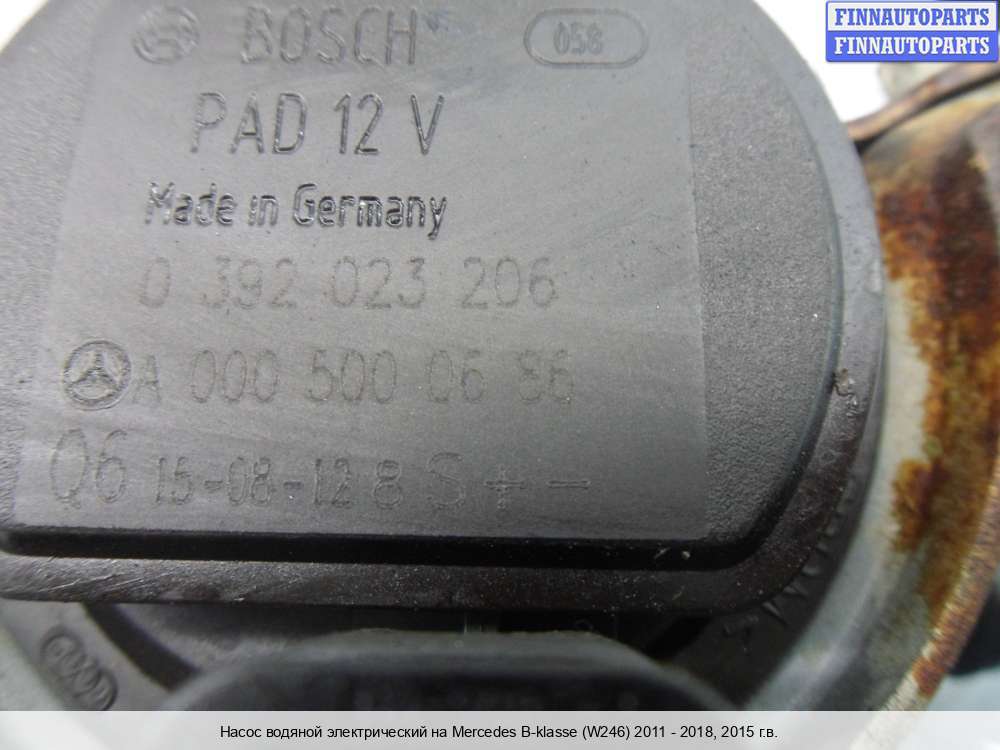 FINNAUTOPARTS
FINNAUTOPARTS
BOSCH 058
PAD 12 V
Made in Germany
0 392 023 206
A 000 500 06 86
Q6 15-08-12 8 S + -
Насос водяной электрический на Mercedes B-klasse (W246) 2011 - 2018, 2015 г.в.